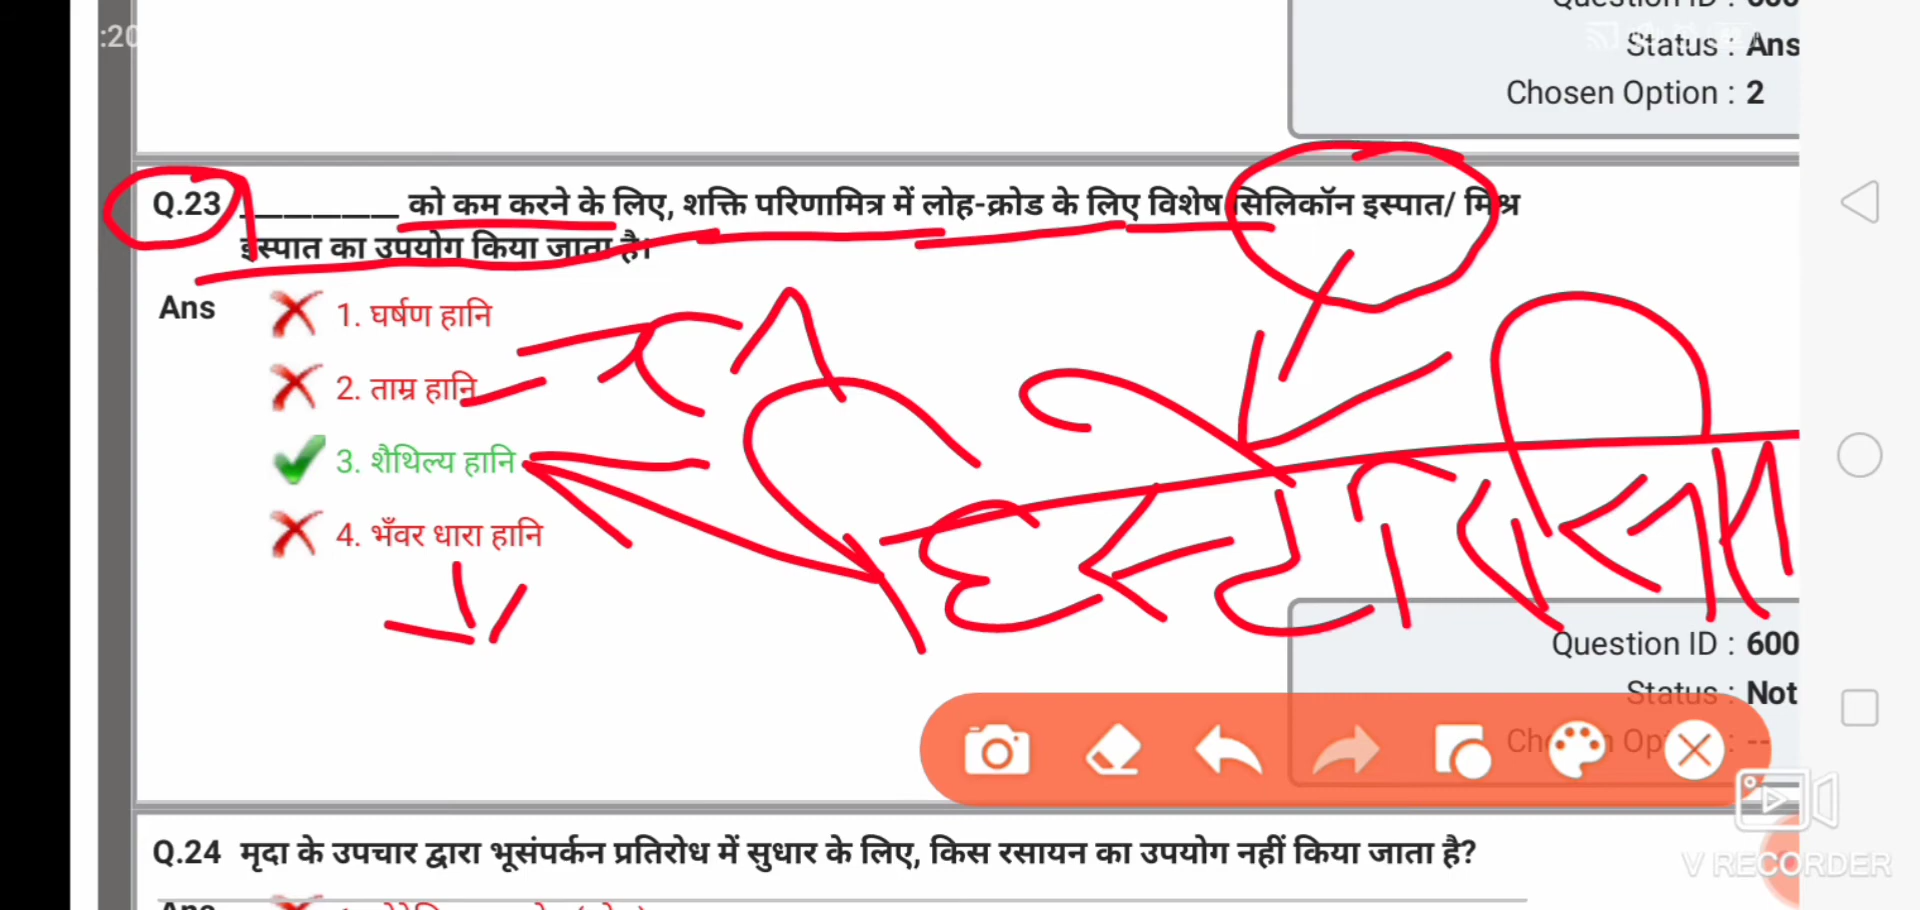 :20
Status : Ans
Chosen Option : 2
Q.23 ________ को कम करने के लिए, शक्ति परिणामित्र में लोह-क्रोड के लिए विशेष सिलिकॉन इस्पात/ मिश्र
इस्पात का उपयोग किया जाता है।
Ans
1. घर्षण हानि
2. ताम्र हानि
3. शैथिल्य हानि
4. भँवर धारा हानि
Question ID : 600
Status : Not
Q.24 मृदा के उपचार द्वारा भूसंपर्कन प्रतिरोध में सुधार के लिए, किस रसायन का उपयोग नहीं किया जाता है?
V RECORDER